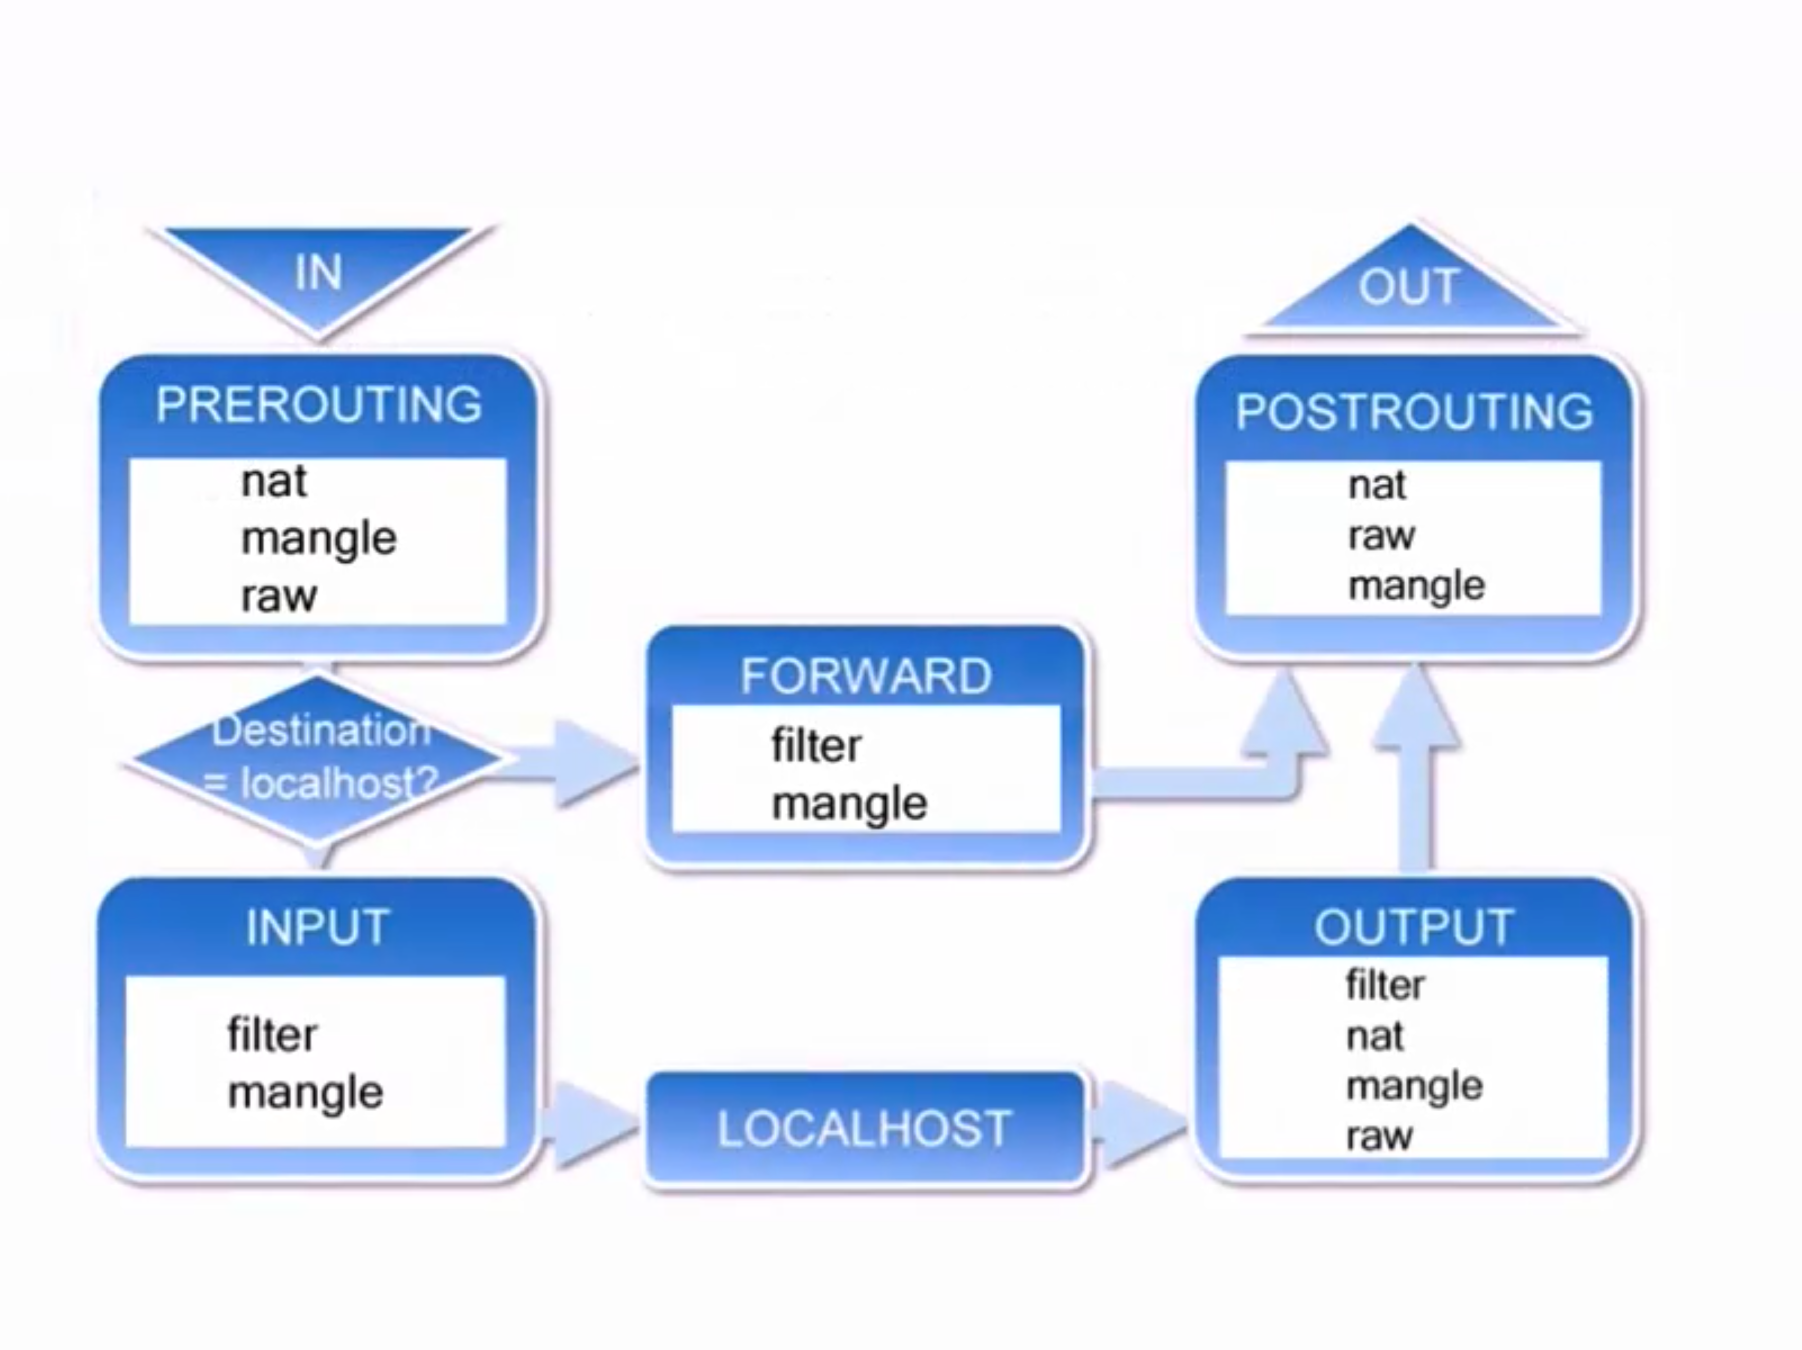 IN
PREROUTING
nat
mangle
raw
Destination
= localhost?
INPUT
filter
mangle
FORWARD
filter
mangle
LOCALHOST
OUT
POSTROUTING
nat
raw
mangle
OUTPUT
filter
nat
mangle
raw